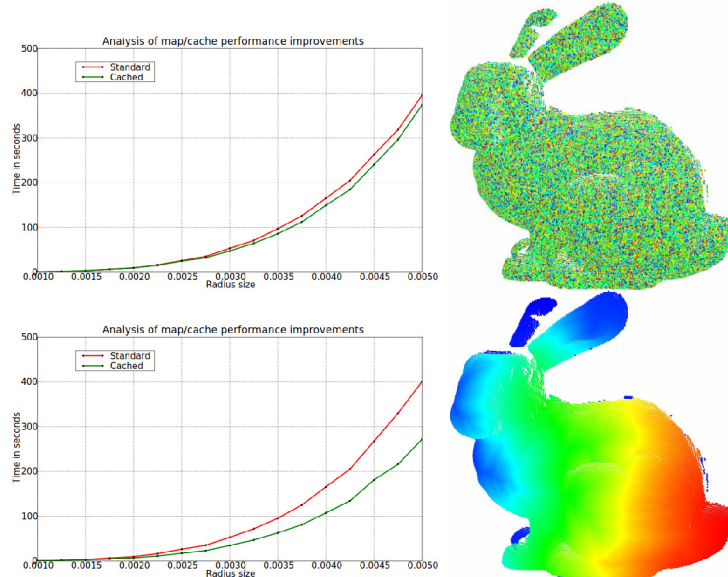 Analysis of map/cache performance improvements
500
400
300
200
100
0
Time in seconds
Standard
Cached
0.0010 0.0015 0.0020 0.0025 0.0030 0.0035 0.0040 0.0045 0.0050
Radius size
Analysis of map/cache performance improvements
500
400
300
200
100
0
Time in seconds
Standard
Cached
0.0010 0.0015 0.0020 0.0025 0.0030 0.0035 0.0040 0.0045 0.0050
Radius size